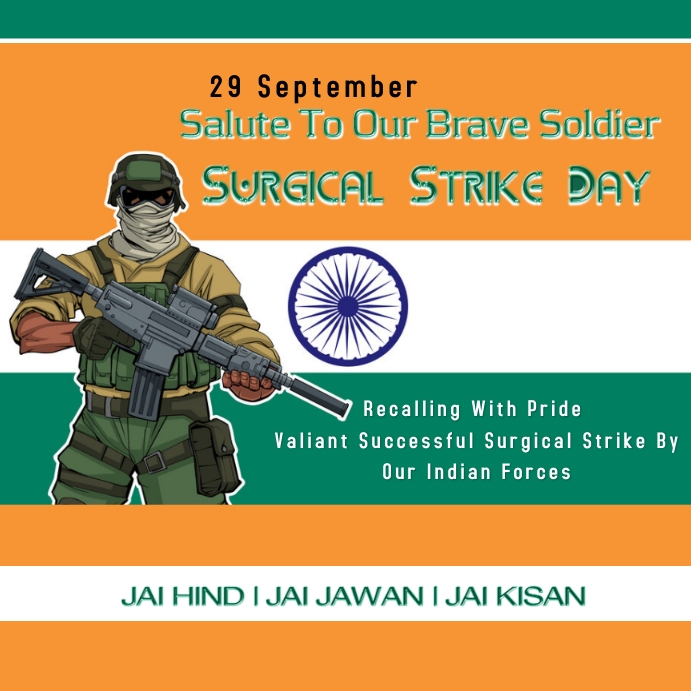 29 September
Salute To Our Brave Soldier
Surgical Strike Day
Recalling With Pride
Valiant Successful Surgical Strike By
Our Indian Forces
JAI HIND | JAI JAWAN | JAI KISAN